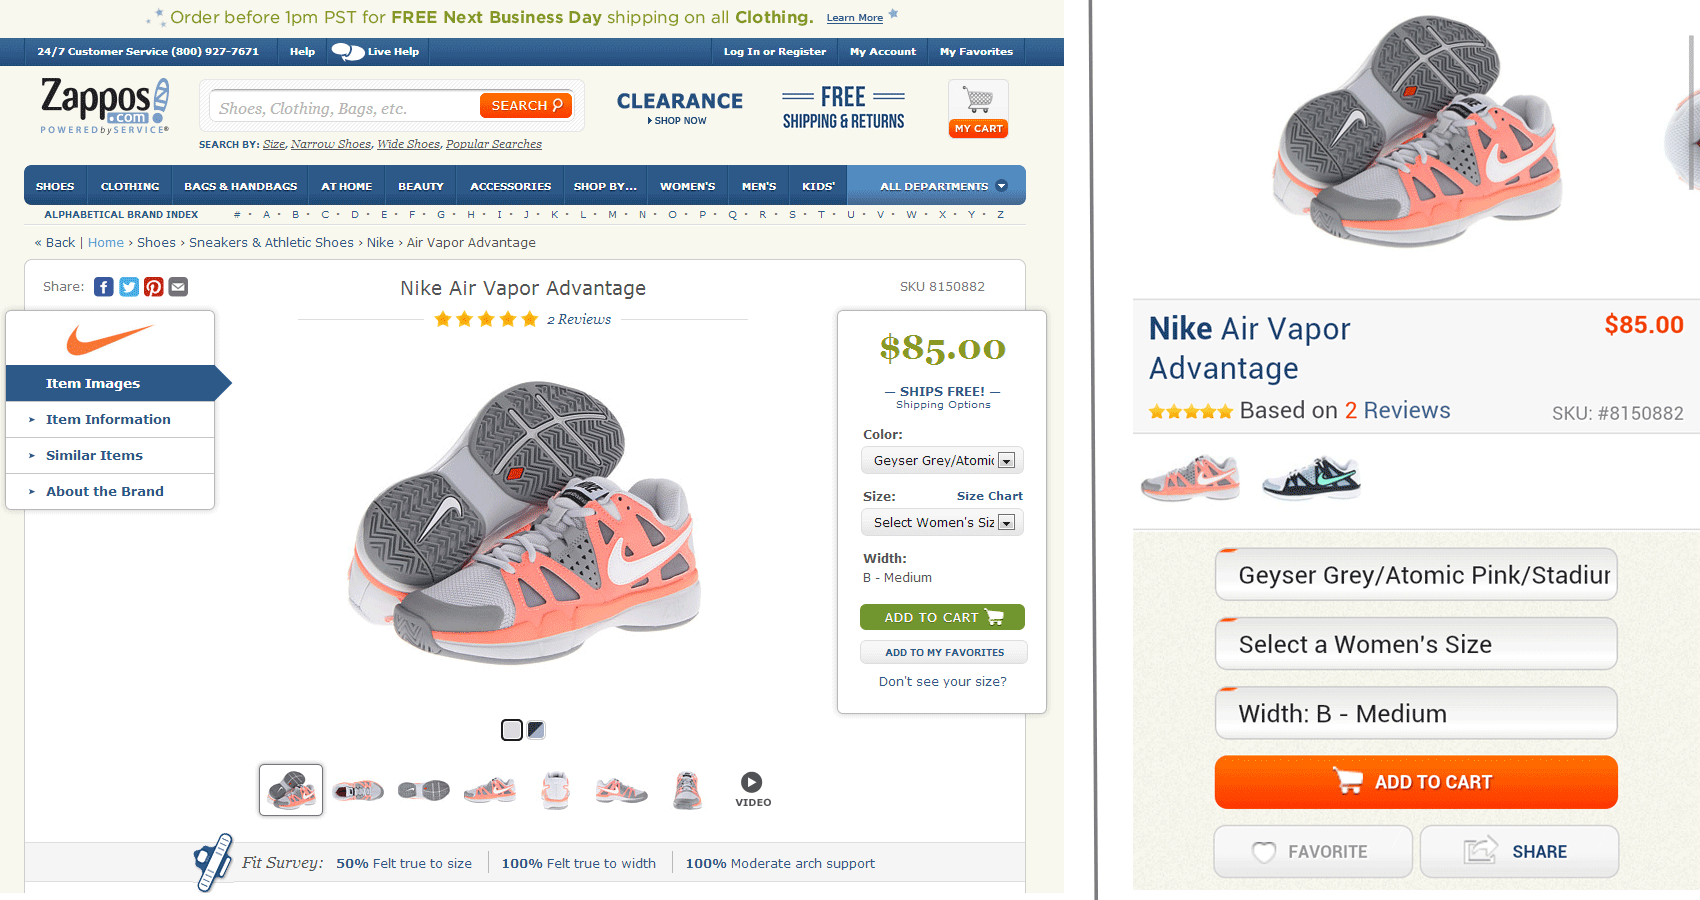 Order before 1pm PST for FREE Next Business Day shipping on all Clothing. Learn More
24/7 Customer Service (800) 927-7671 Help Live Help Log In or Register My Account My Favorites
Zappos.com!
POWERED by SERVICE®
Shoes, Clothing, Bags, etc. SEARCH
SEARCH BY: Size, Narrow Shoes, Wide Shoes, Popular Searches
CLEARANCE
SHOP NOW
FREE
SHIPPING & RETURNS
MY CART
SHOES CLOTHING BAGS & HANDBAGS AT HOME BEAUTY ACCESSORIES SHOP BY... WOMEN'S MEN'S KIDS' ALL DEPARTMENTS
ALPHABETICAL BRAND INDEX # · A · B · C · D · E · F · G · H · I · J · K · L · M · N · O · P · Q · R · S · T · U · V · W · X · Y · Z
« Back | Home › Shoes › Sneakers & Athletic Shoes › Nike › Air Vapor Advantage
Share:
Nike Air Vapor Advantage
SKU 8150882
2 Reviews
Item Images
Item Information
Similar Items
About the Brand
NIKE
$85.00
— SHIPS FREE! —
Shipping Options
Color:
Geyser Grey/Atomic
Size: Size Chart
Select Women's Siz
Width:
B - Medium
ADD TO CART
ADD TO MY FAVORITES
Don't see your size?
VIDEO
Fit Survey: 50% Felt true to size 100% Felt true to width 100% Moderate arch support
NIKE
Nike Air Vapor
Advantage
$85.00
Based on 2 Reviews
SKU: #8150882
Geyser Grey/Atomic Pink/Stadiur
Select a Women's Size
Width: B - Medium
ADD TO CART
FAVORITE
SHARE